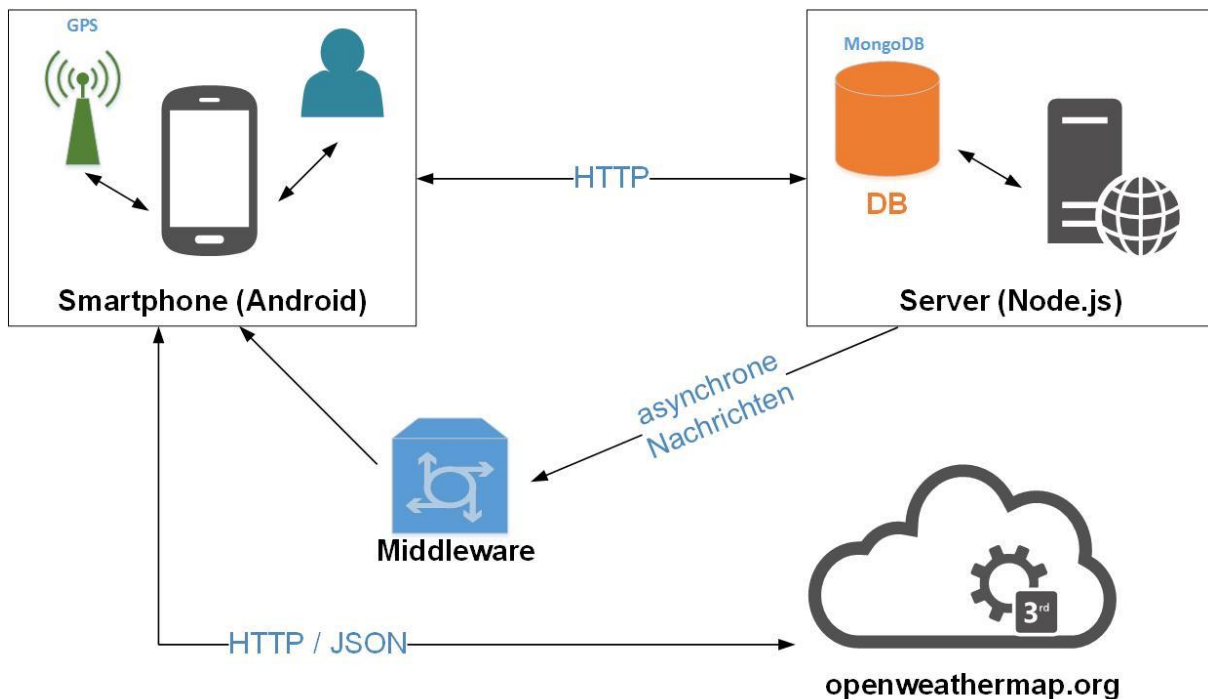 GPS
MongoDB
HTTP
DB
Smartphone (Android)
Server (Node.js)
asynchrone
Nachrichten
Middleware
3rd
HTTP / JSON
openweathermap.org